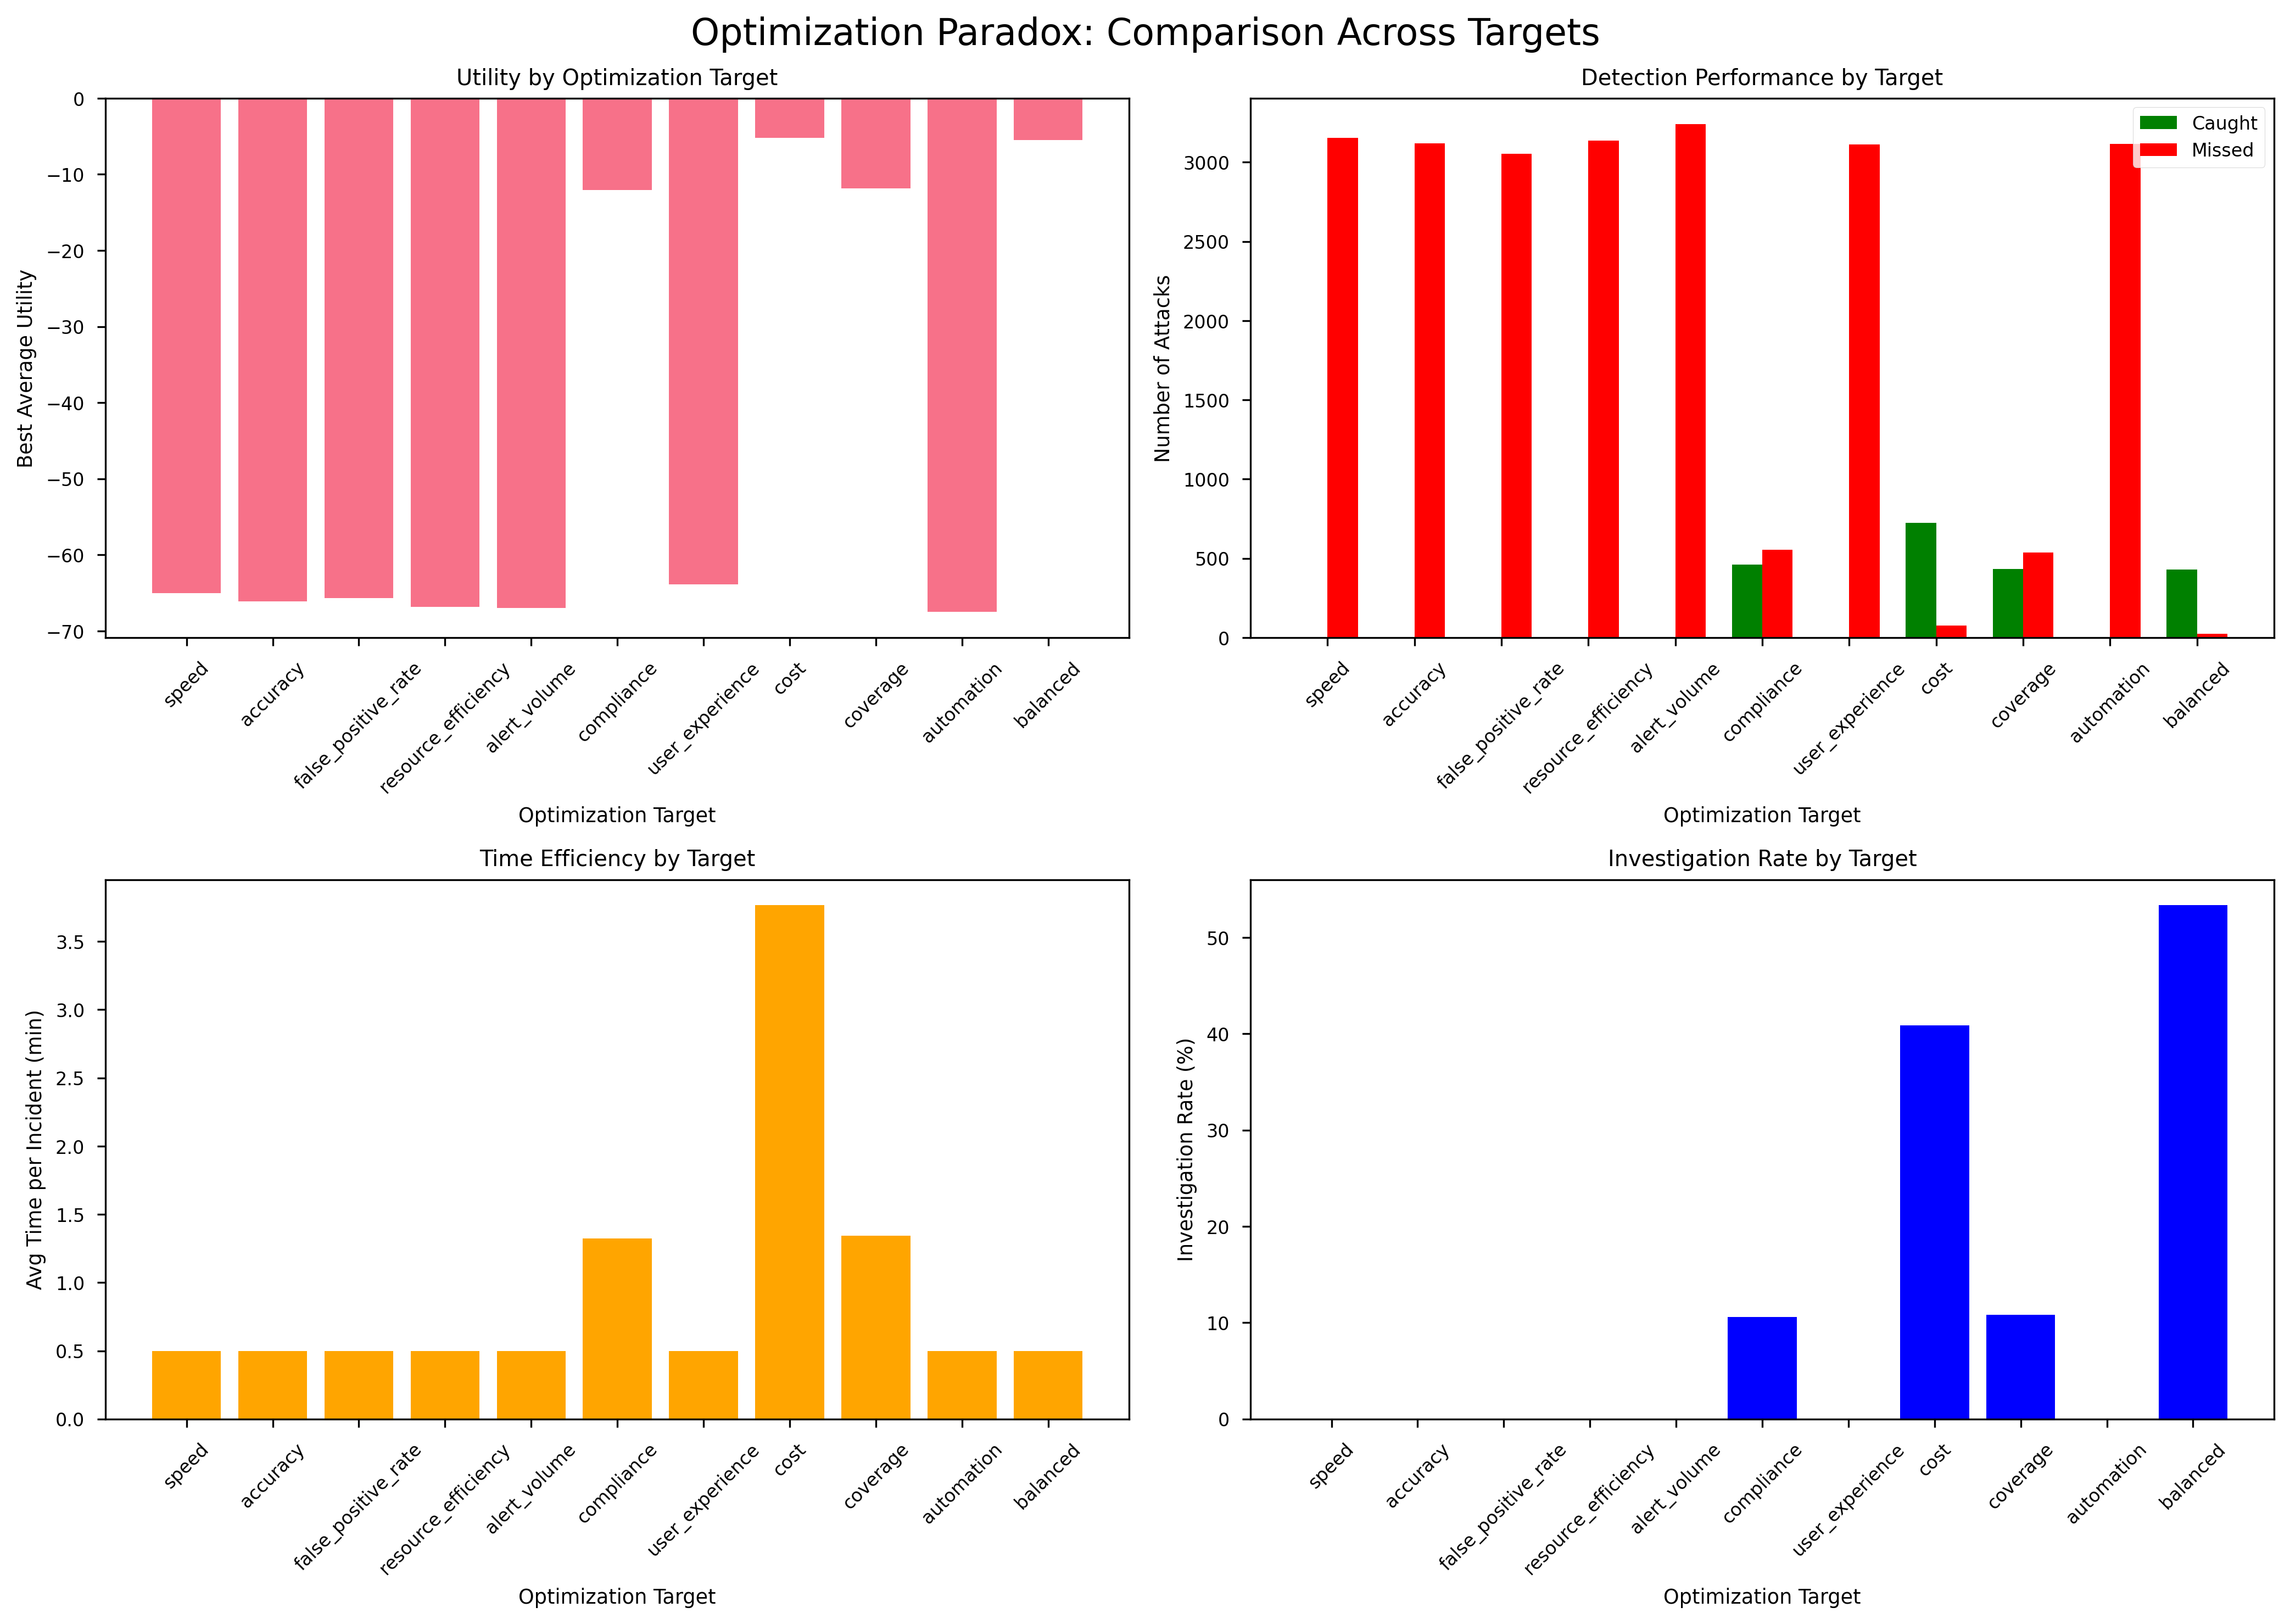 Optimization Paradox: Comparison Across Targets
Utility by Optimization Target
Best Average Utility
0
−10
−20
−30
−40
−50
−60
−70
speed
accuracy
false_positive_rate
resource_efficiency
alert_volume
compliance
user_experience
cost
coverage
automation
balanced
Optimization Target
Detection Performance by Target
Number of Attacks
3000
2500
2000
1500
1000
500
0
Caught
Missed
speed
accuracy
false_positive_rate
resource_efficiency
alert_volume
compliance
user_experience
cost
coverage
automation
balanced
Optimization Target
Time Efficiency by Target
Avg Time per Incident (min)
3.5
3.0
2.5
2.0
1.5
1.0
0.5
0.0
speed
accuracy
false_positive_rate
resource_efficiency
alert_volume
compliance
user_experience
cost
coverage
automation
balanced
Optimization Target
Investigation Rate by Target
Investigation Rate (%)
50
40
30
20
10
0
speed
accuracy
false_positive_rate
resource_efficiency
alert_volume
compliance
user_experience
cost
coverage
automation
balanced
Optimization Target